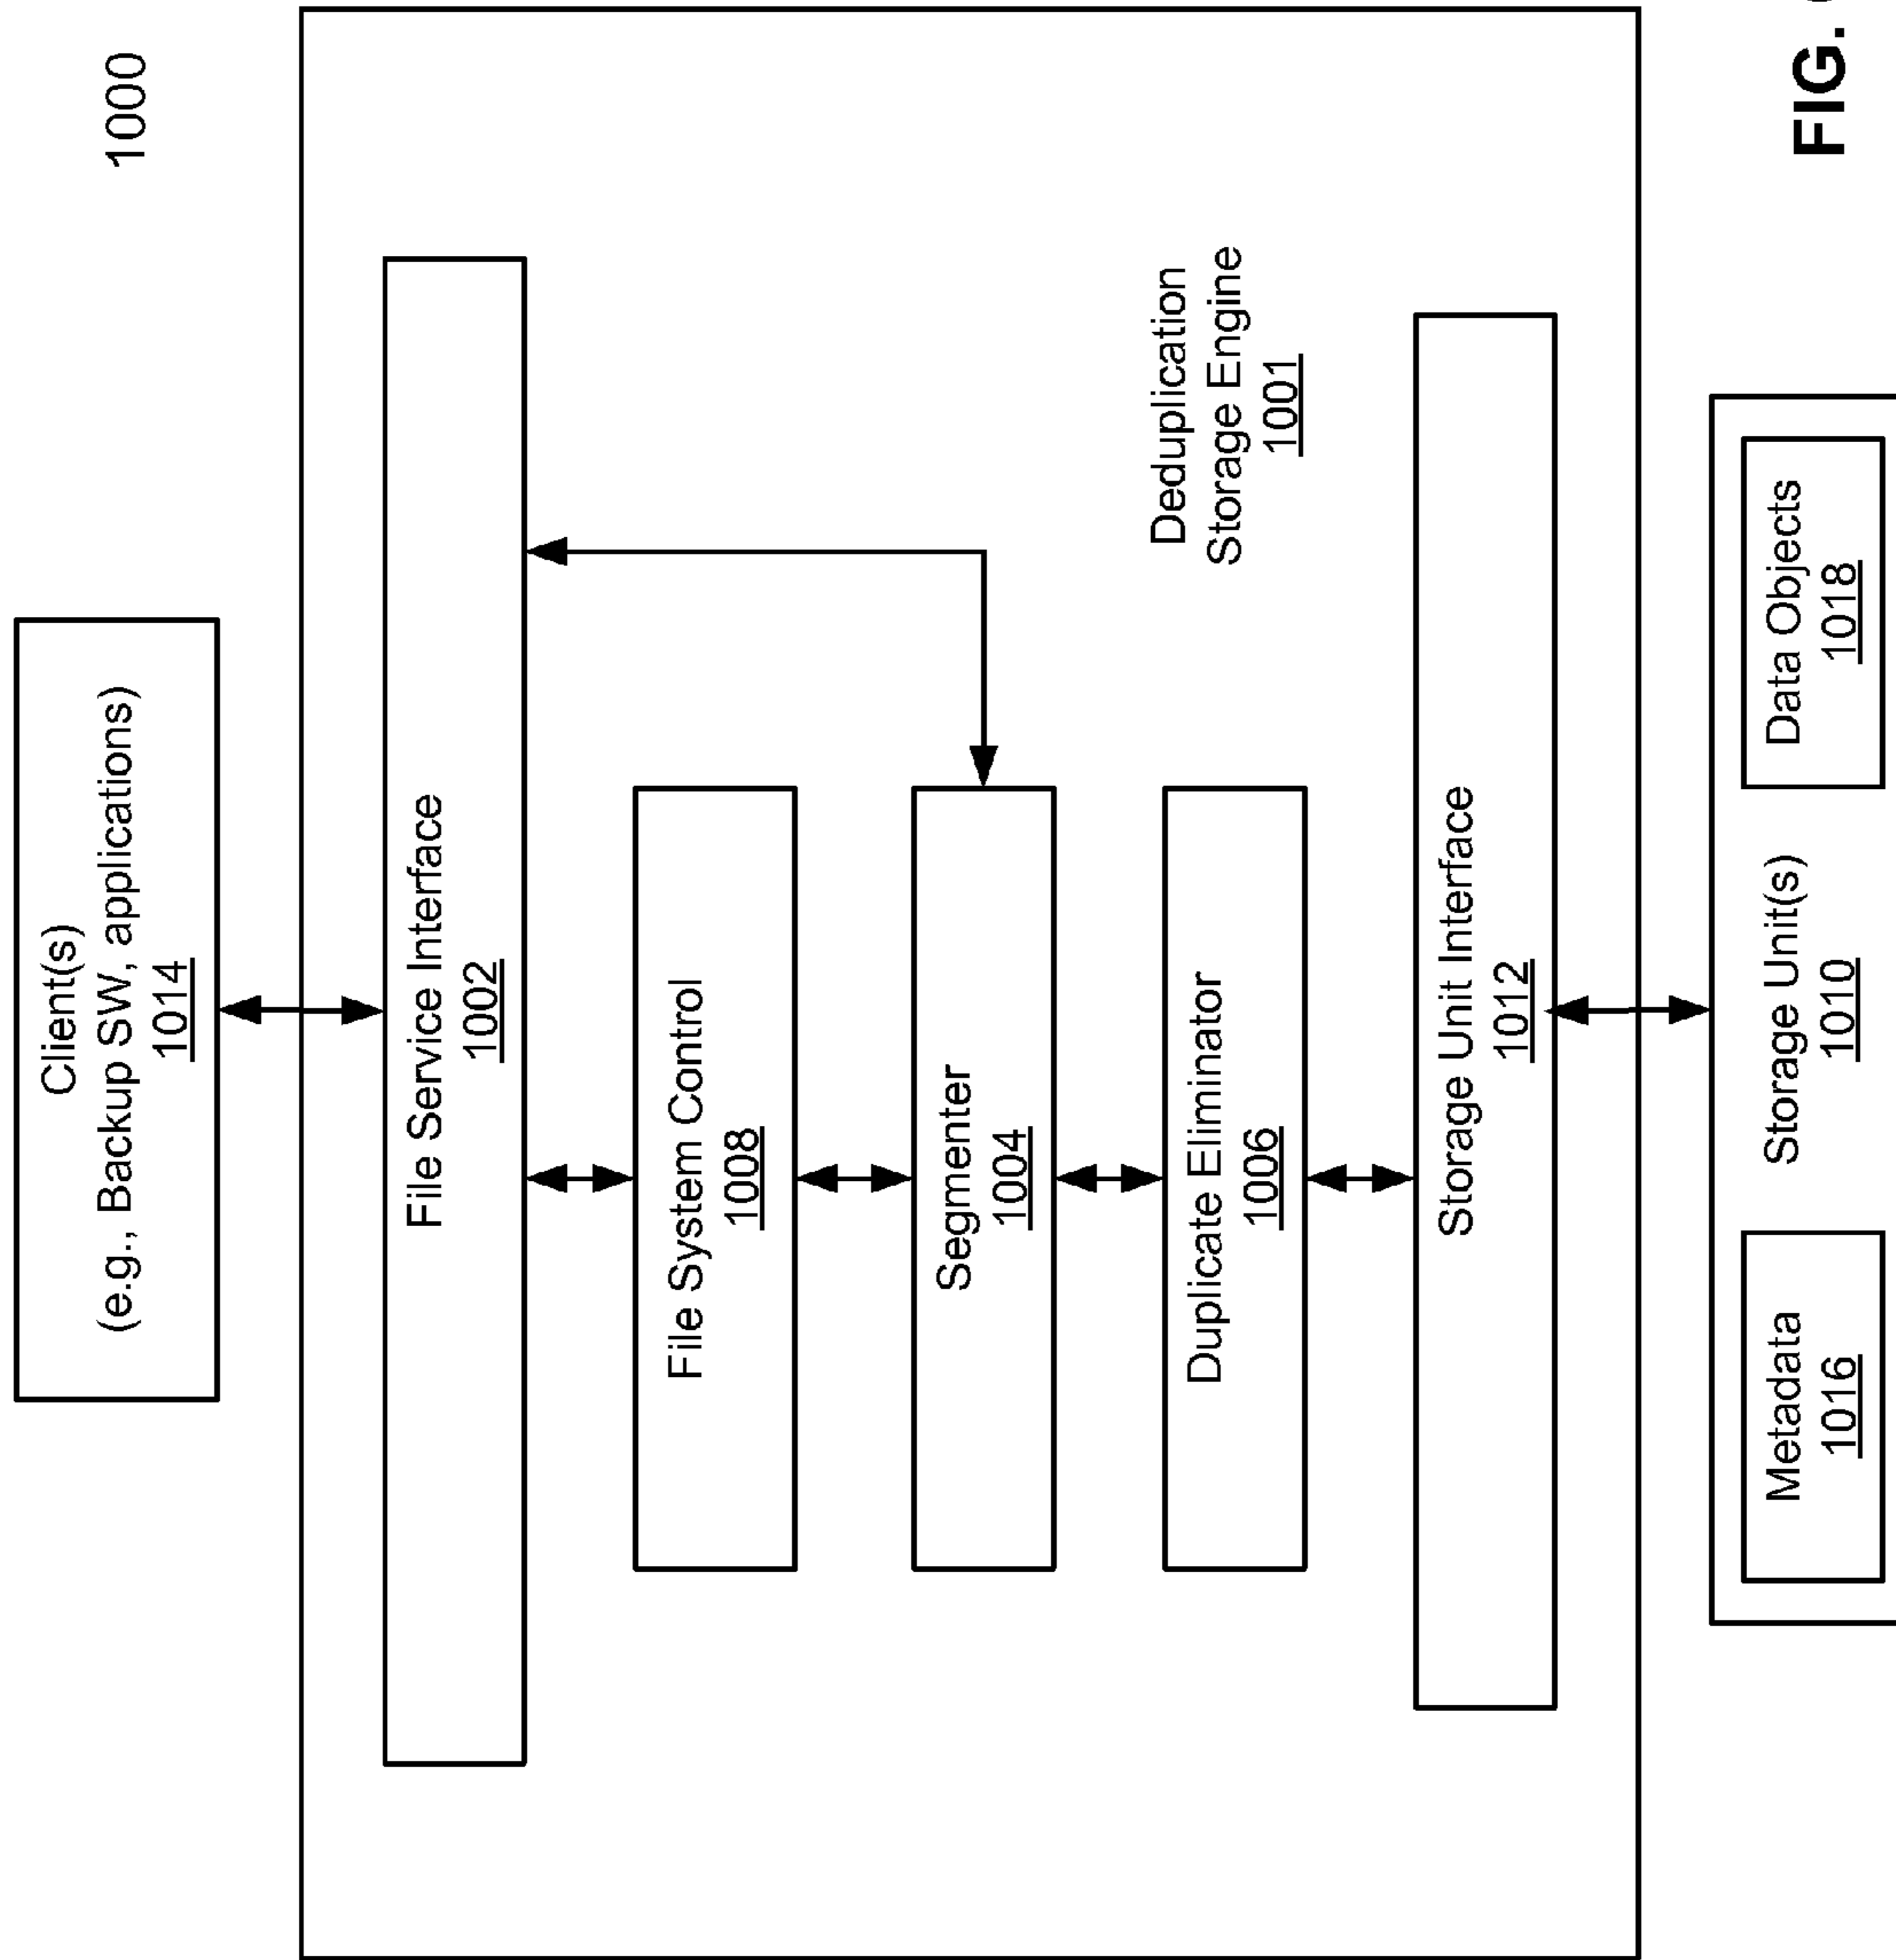 1000
Client(s)
(e.g., Backup SW, applications)
1014
File Service Interface
1002
File System Control
1008
Segmenter
1004
Deduplication
Storage Engine
1001
Duplicate Eliminator
1006
Storage Unit Interface
1012
Metadata
1016
Storage Unit(s)
1010
Data Objects
1018
FIG.